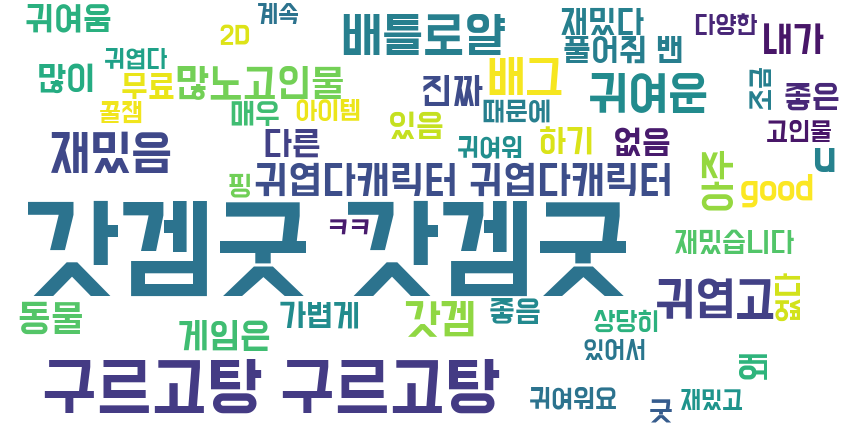 귀여움
계속
2D
배틀로얄
재밌다
다양한
내가
귀엽다
풀어줘 밴
많이
무료
많노고인물
진짜
배그
귀여운
조금
좋은
꿀잼
매우
아이템
있음
때문에
고인물
재밌음
다른
귀여워
하기
없음
u
핑
귀엽다캐릭터 귀엽다캐릭터
추천
good
갓겜굿 갓겜굿
ㅋㅋ
재밌습니다
동물
게임은
가볍게
갓겜
좋음
상당히
귀엽고
없다
있어서
구르고탕 구르고탕
귀여워요
굿
재밌고